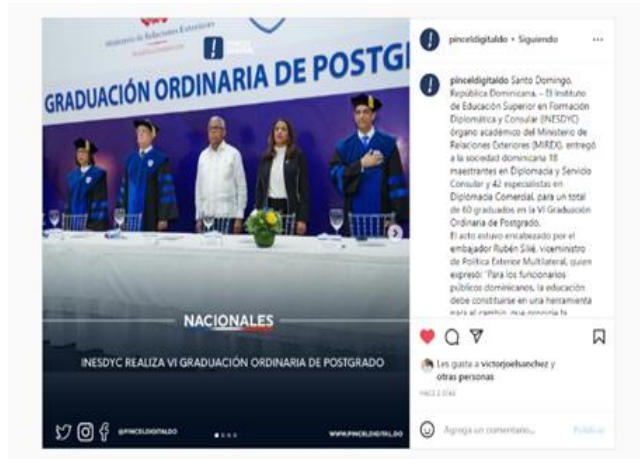 Ministerio de Relaciones Exteriores
GRADUACIÓN ORDINARIA DE POSTG
NACIONALES
INESDYC REALIZA VI GRADUACIÓN ORDINARIA DE POSTGRADO
@PINCELDIGITALDO
WWW.PINCELDIGITAL.DO
pinceldigitaldo • Siguiendo
pinceldigitaldo Santo Domingo,
República Dominicana. – El Instituto
de Educación Superior en Formación
Diplomática y Consular (INESDYC)
órgano académico del Ministerio de
Relaciones Exteriores (MIREX), entregó
a la sociedad dominicana 18
maestrantes en Diplomacia y Servicio
Consular y 42 especialistas en
Diplomacia Comercial, para un total
de 60 graduados en la VI Graduación
Ordinaria de Postgrado.
El acto estuvo encabezado por el
embajador Rubén Silié, viceministro
de Política Exterior Multilateral, quien
expresó: "Para los funcionarios
públicos dominicanos, la educación
debe constituirse en una herramienta
para el cambio, que propicie la
Les gusta a victorjoelsanchez y
otras personas
HACE 2 DÍAS
Agrega un comentario...
Publicar